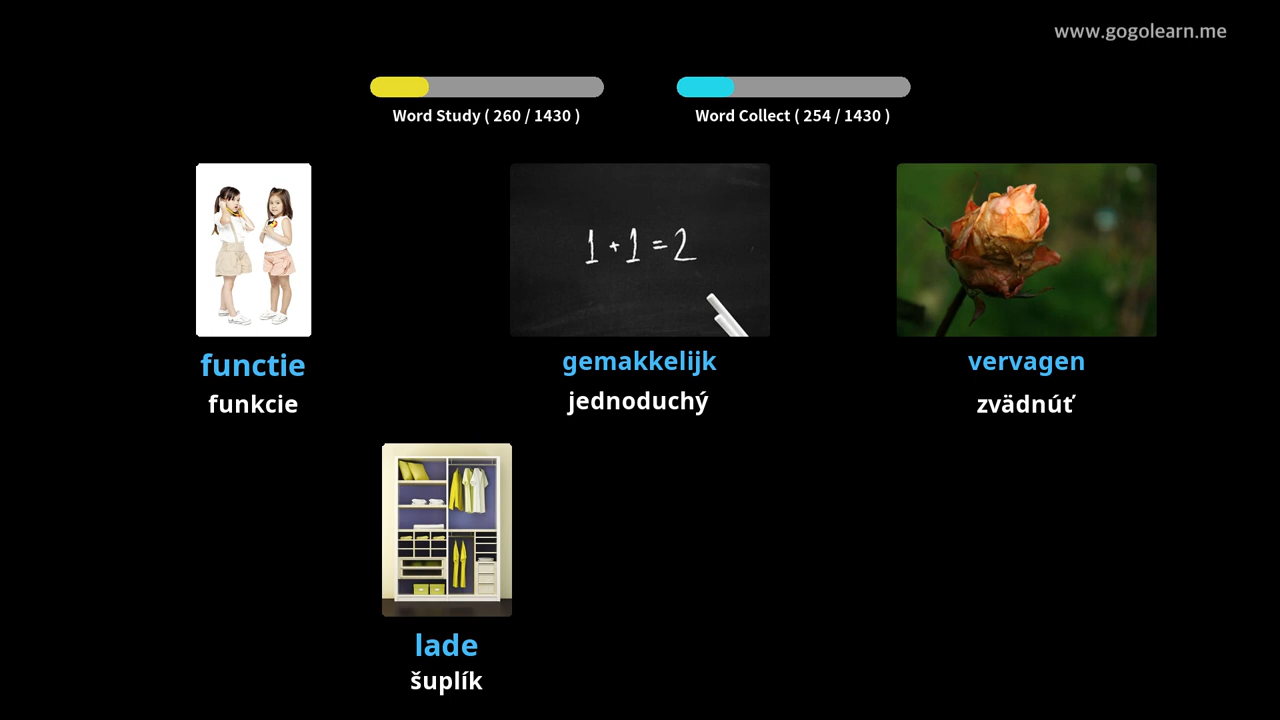 www.gogolearn.me
Word Study ( 260 / 1430 )
Word Collect ( 254 / 1430 )
1 + 1 = 2
functie
funkcie
gemakkelijk
jednoduchý
vervagen
zvädnúť
lade
šuplík